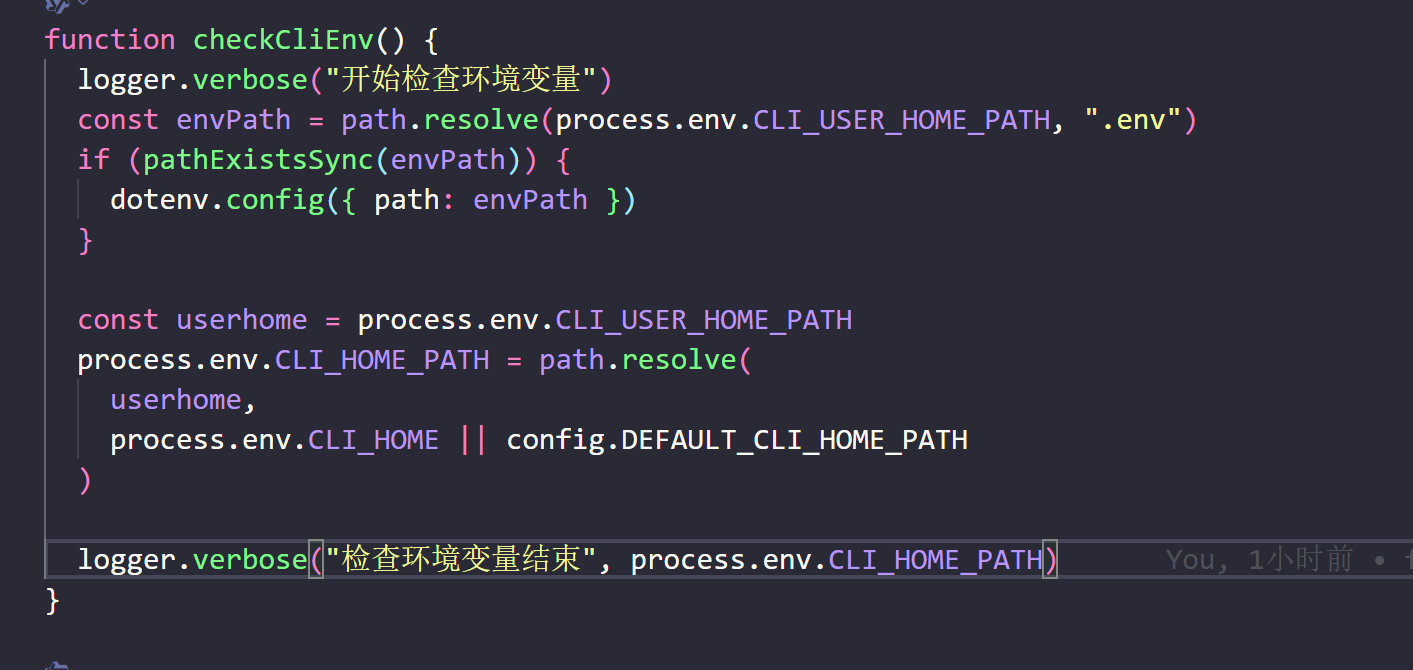 function checkCliEnv() {
  logger.verbose("开始检查环境变量")
  const envPath = path.resolve(process.env.CLI_USER_HOME_PATH, ".env")
  if (pathExistsSync(envPath)) {
    dotenv.config({ path: envPath })
  }
  const userhome = process.env.CLI_USER_HOME_PATH
  process.env.CLI_HOME_PATH = path.resolve(
    userhome,
    process.env.CLI_HOME || config.DEFAULT_CLI_HOME_PATH
  )
  logger.verbose("检查环境变量结束", process.env.CLI_HOME_PATH) You, 1小时前 •
}